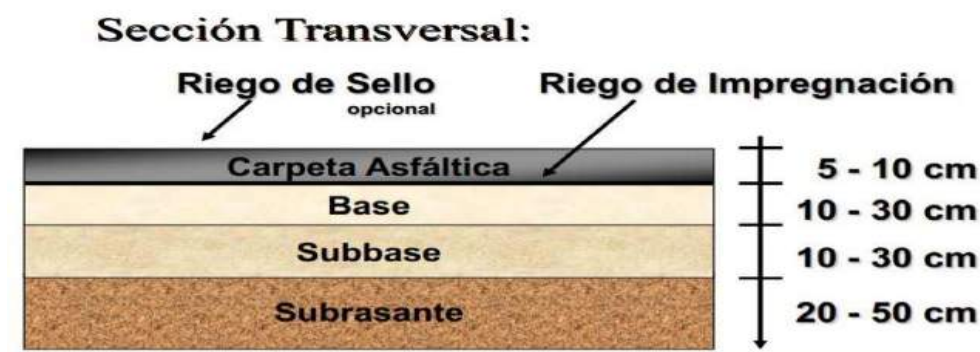 Sección Transversal:
Riego de Sello
opcional
Riego de Impregnación
Carpeta Asfáltica
5 - 10 cm
Base
10 - 30 cm
Subbase
10 - 30 cm
Subrasante
20 - 50 cm